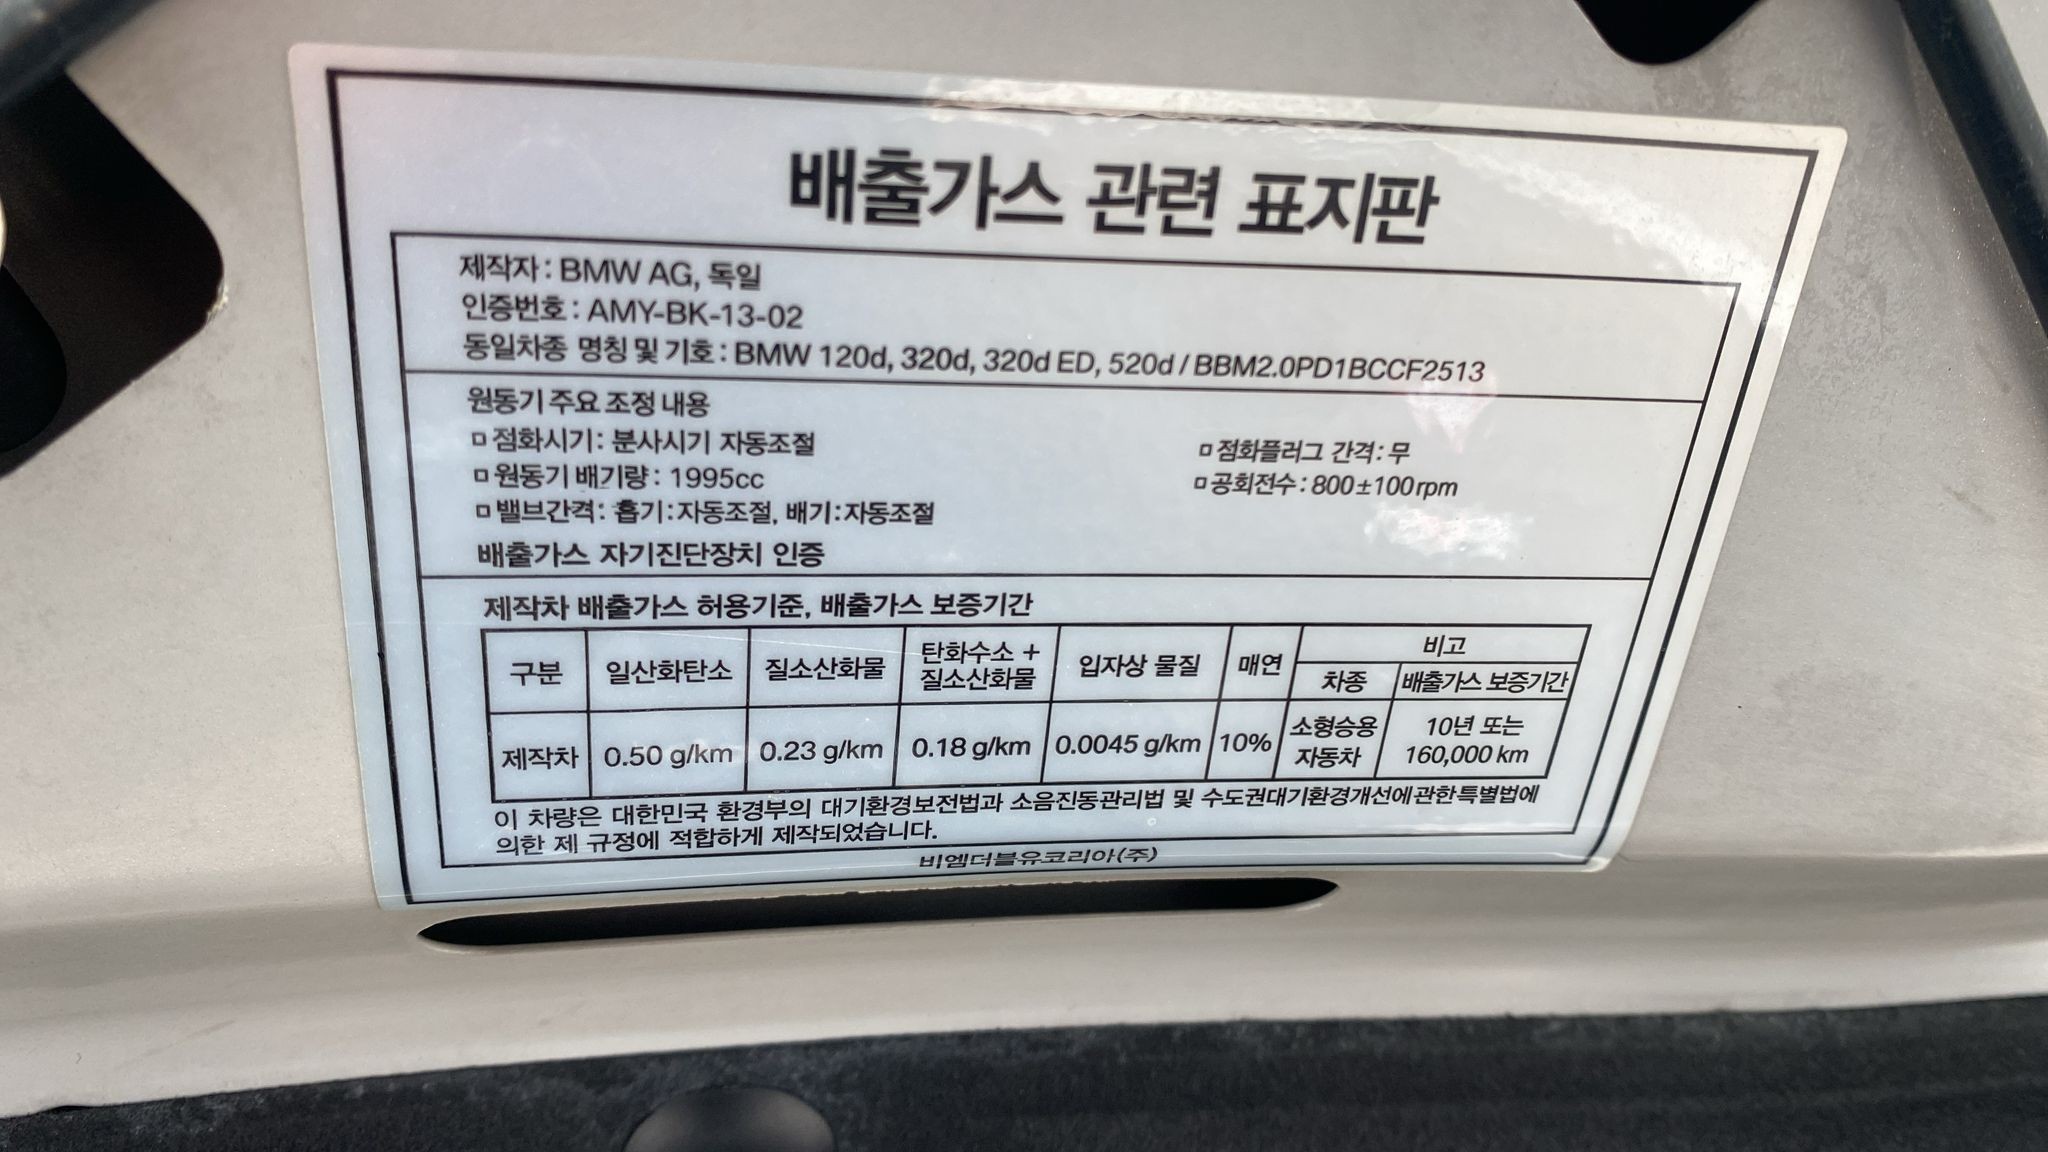 배출가스 관련 표지판
제작자 : BMW AG, 독일
인증번호 : AMY-BK-13-02
동일차종 명칭 및 기호 : BMW 120d, 320d, 320d ED, 520d / BBM2.0PD1BCCF2513
원동기 주요 조정 내용
□ 점화시기 : 분사시기 자동조절
□ 점화플러그 간격 : 무
□ 원동기 배기량 : 1995cc
□ 공회전수 : 800±100rpm
□ 밸브간격 : 흡기 : 자동조절, 배기 : 자동조절
배출가스 자기진단장치 인증
제작차 배출가스 허용기준, 배출가스 보증기간
구분 일산화탄소 질소산화물 탄화수소 + 질소산화물 입자상 물질 매연 비고
차종 배출가스 보증기간
제작차 0.50 g/km 0.23 g/km 0.18 g/km 0.0045 g/km 10% 소형승용 자동차 10년 또는 160,000 km
이 차량은 대한민국 환경부의 대기환경보전법과 소음진동관리법 및 수도권대기환경개선에관한특별법에
의한 제 규정에 적합하게 제작되었습니다.
비엠더블유코리아(주)